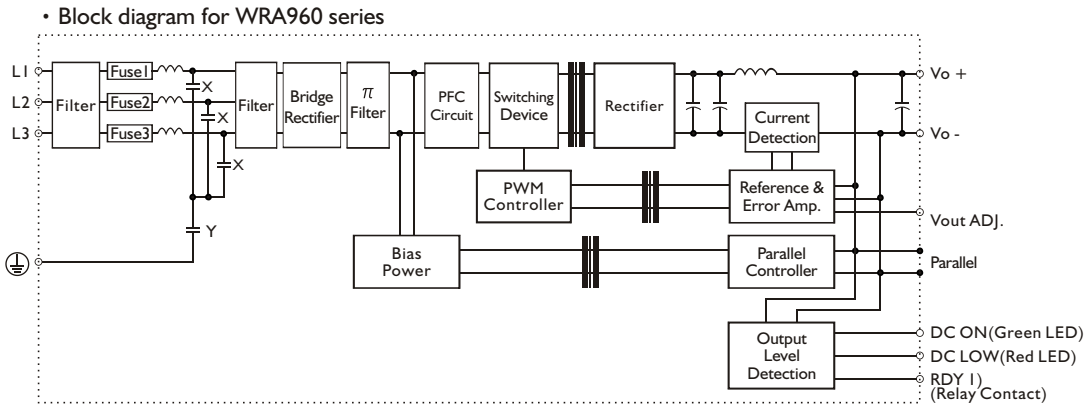 • Block diagram for WRA960 series
L1
L2
L3
Filter
Fuse1
Fuse2
Fuse3
X
X
X
Y
Filter
Bridge
Rectifier
π
Filter
PFC
Circuit
Switching
Device
Rectifier
Current
Detection
Vo +
Vo -
PWM
Controller
Reference &
Error Amp.
Vout ADJ.
Bias
Power
Parallel
Controller
Parallel
Output
Level
Detection
DC ON(Green LED)
DC LOW(Red LED)
RDY 1)
(Relay Contact)